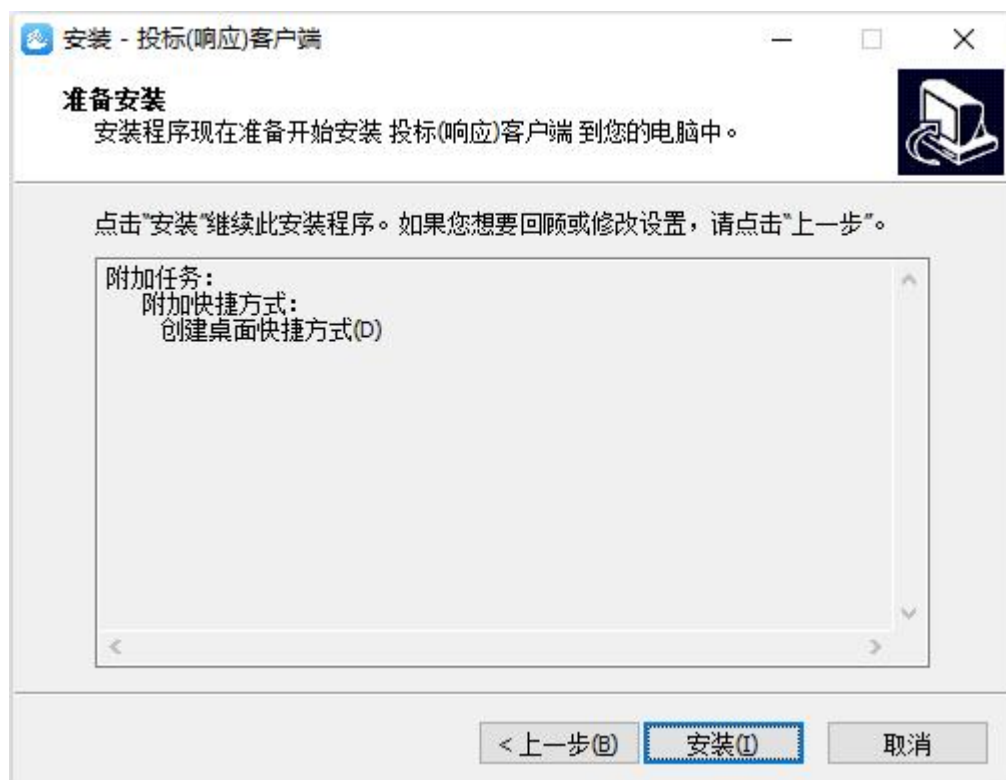 安装 - 投标(响应)客户端
准备安装
安装程序现在准备开始安装 投标(响应)客户端 到您的电脑中。
点击"安装"继续此安装程序。如果您想要回顾或修改设置，请点击"上一步"。
附加任务：
附加快捷方式：
创建桌面快捷方式(D)
< 上一步(B)
安装(I)
取消